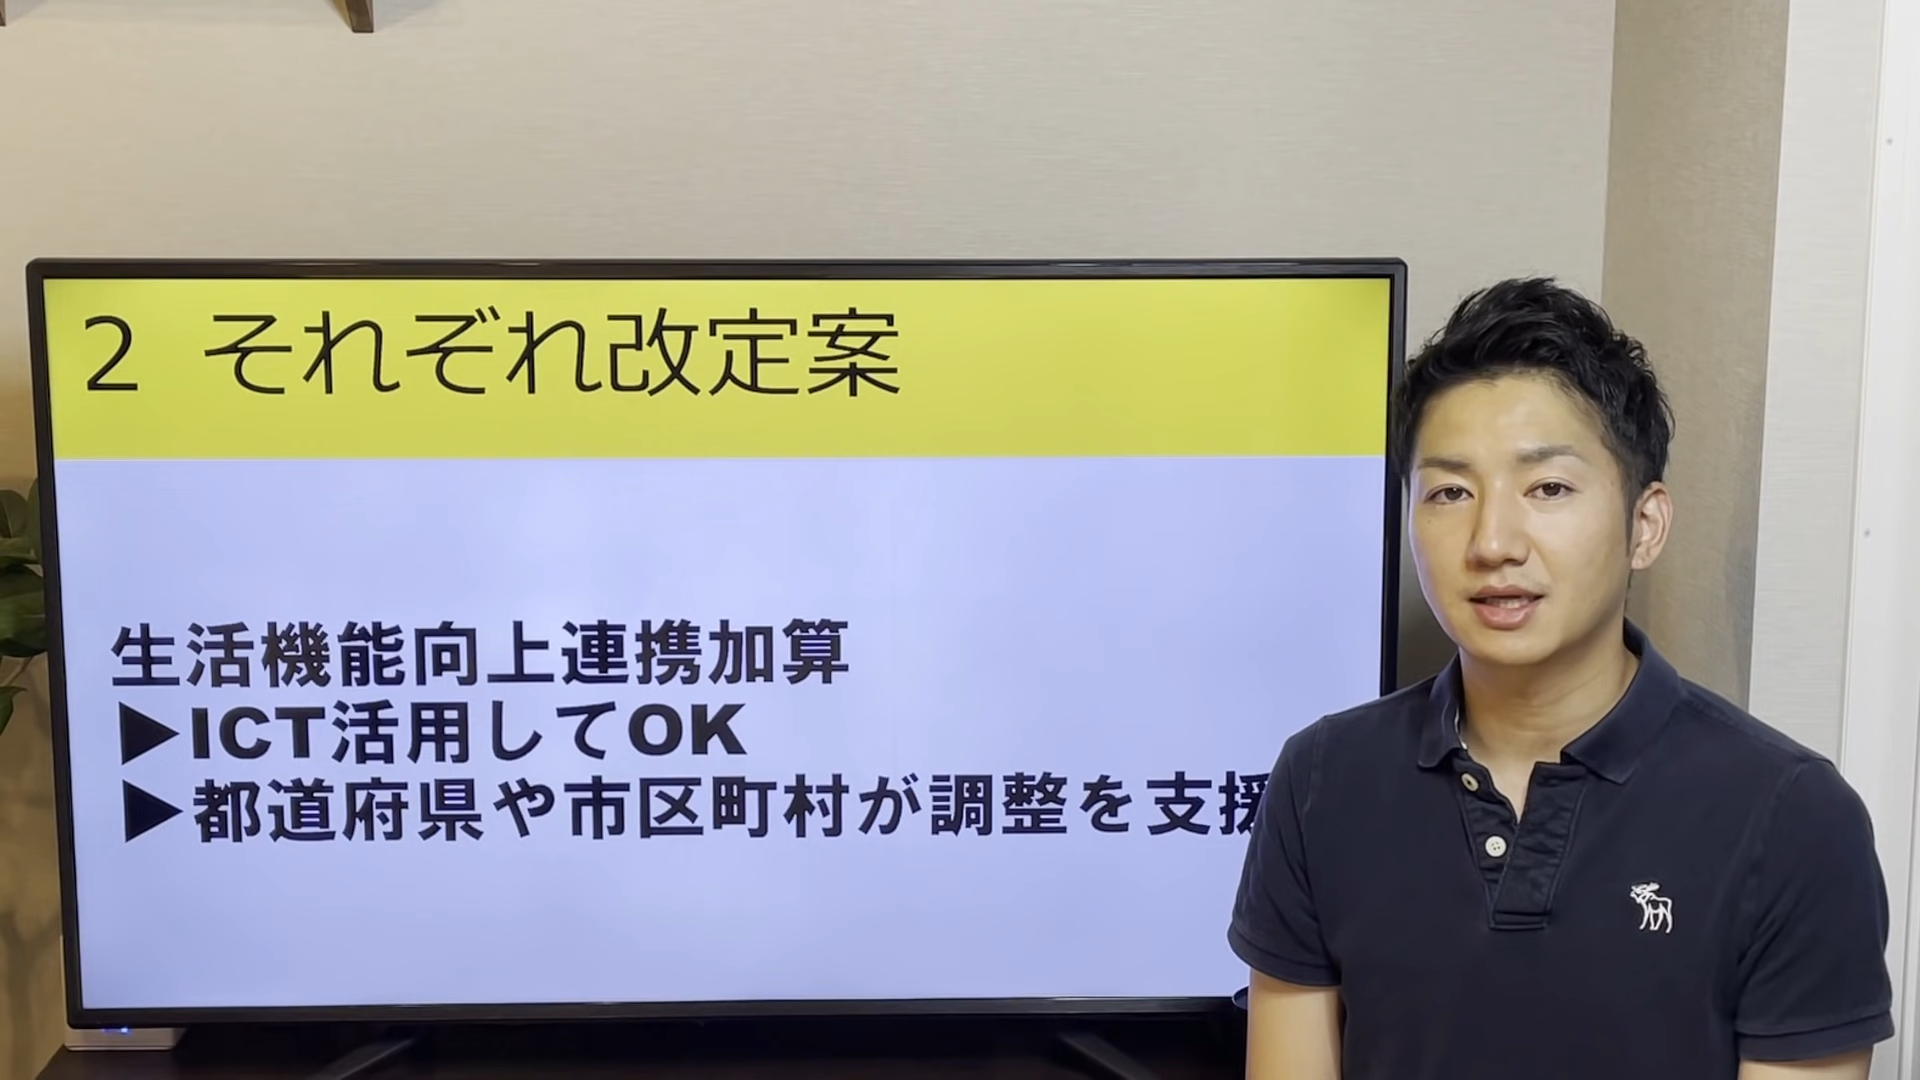 2 それぞれ改定案
生活機能向上連携加算
▶ICT活用してOK
▶都道府県や市区町村が調整を支援